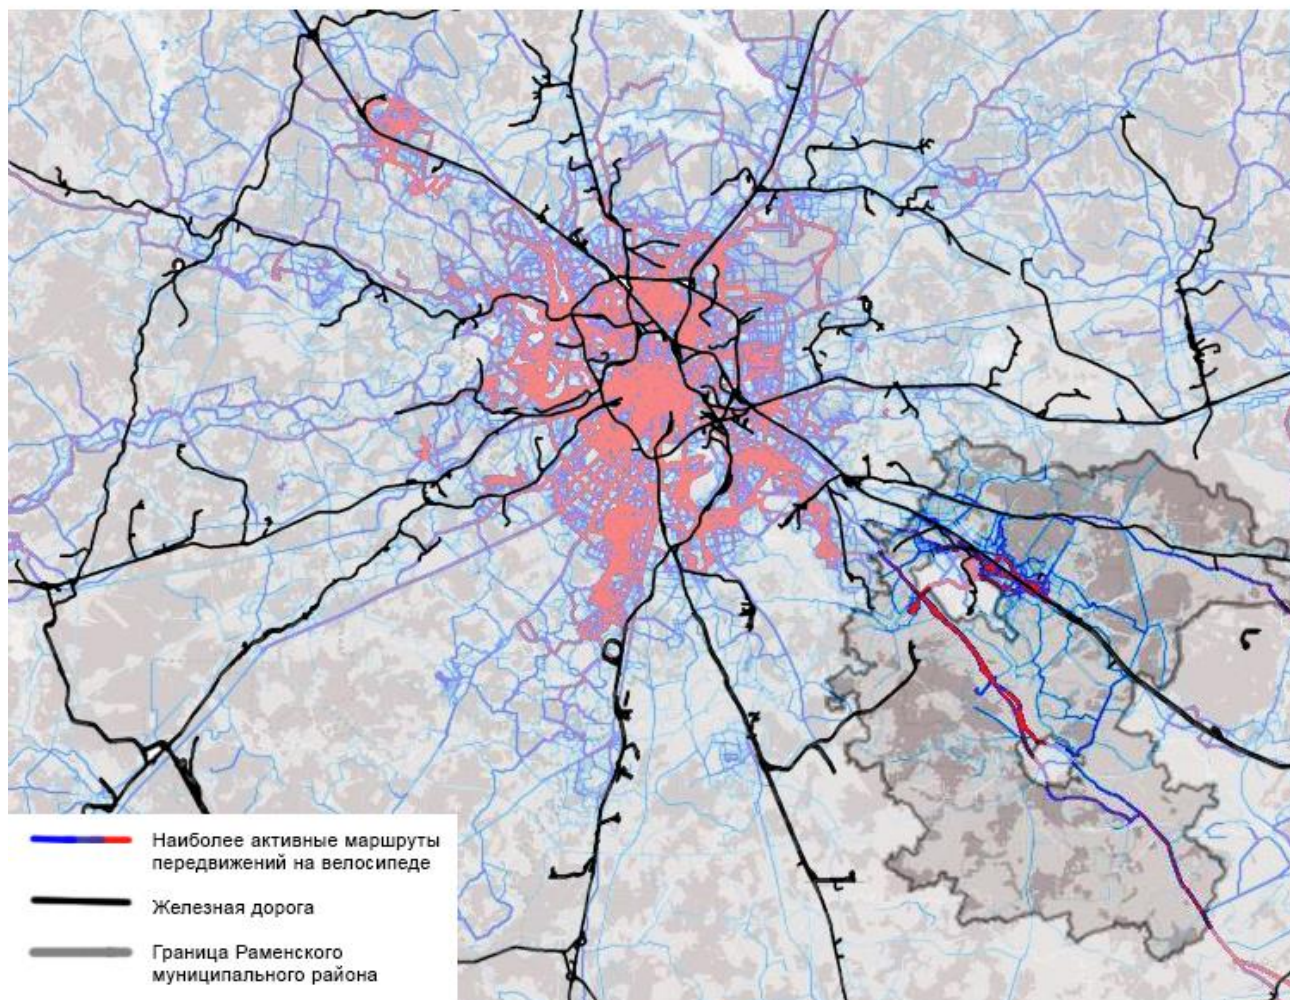 Наиболее активные маршруты
передвижений на велосипеде
Железная дорога
Граница Раменского
муниципального района